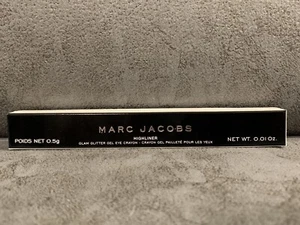 MARC JACOBS
HIGHLINER
POIDS NET 0.5g
GLAM GLITTER GEL EYE CRAYON - CRAYON GEL PAILLETÉ POUR LES YEUX
NET WT. 0.01 Oz.